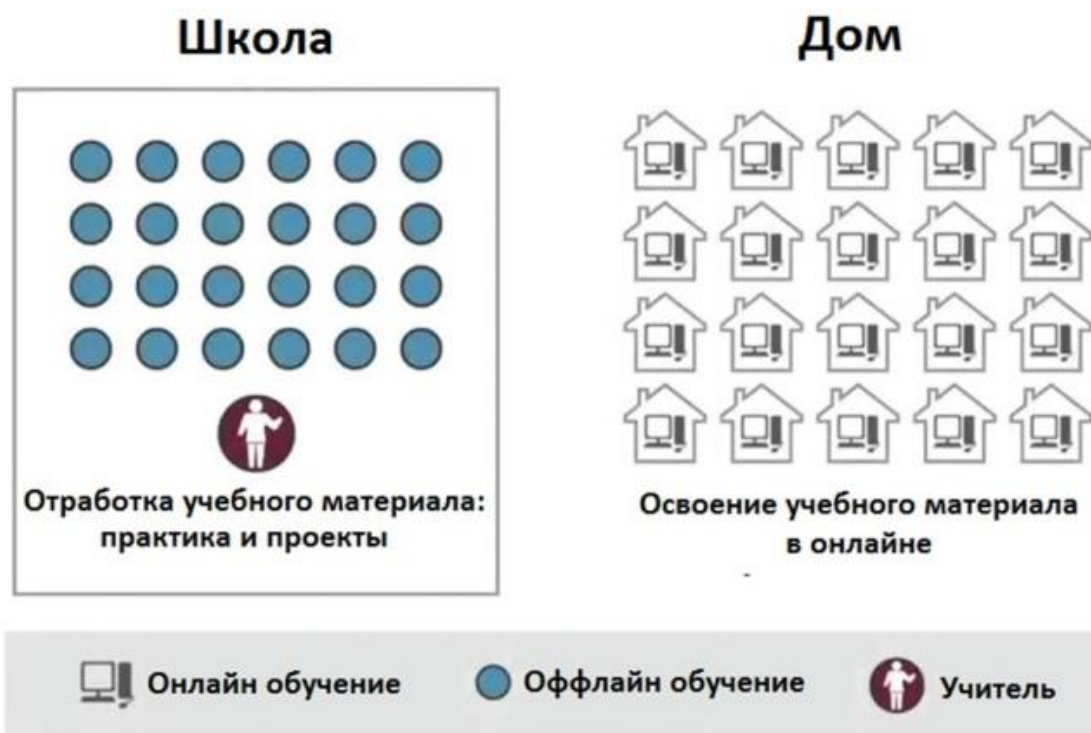 Школа
Дом
Отработка учебного материала:
практика и проекты
Освоение учебного материала
в онлайне
Онлайн обучение
Оффлайн обучение
Учитель